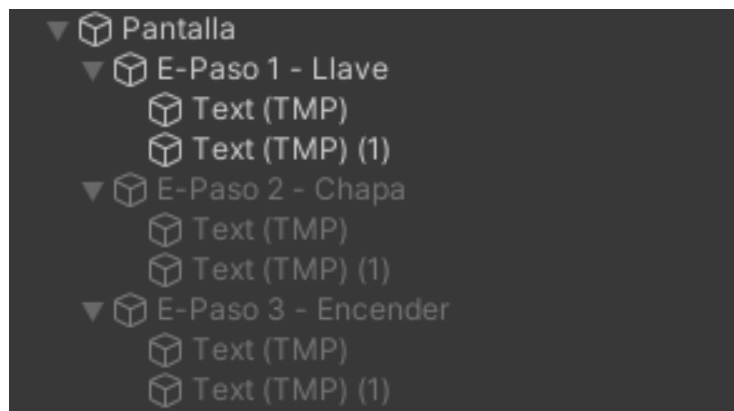 Pantalla
E-Paso 1 - Llave
Text (TMP)
Text (TMP) (1)
E-Paso 2 - Chapa
Text (TMP)
Text (TMP) (1)
E-Paso 3 - Encender
Text (TMP)
Text (TMP) (1)